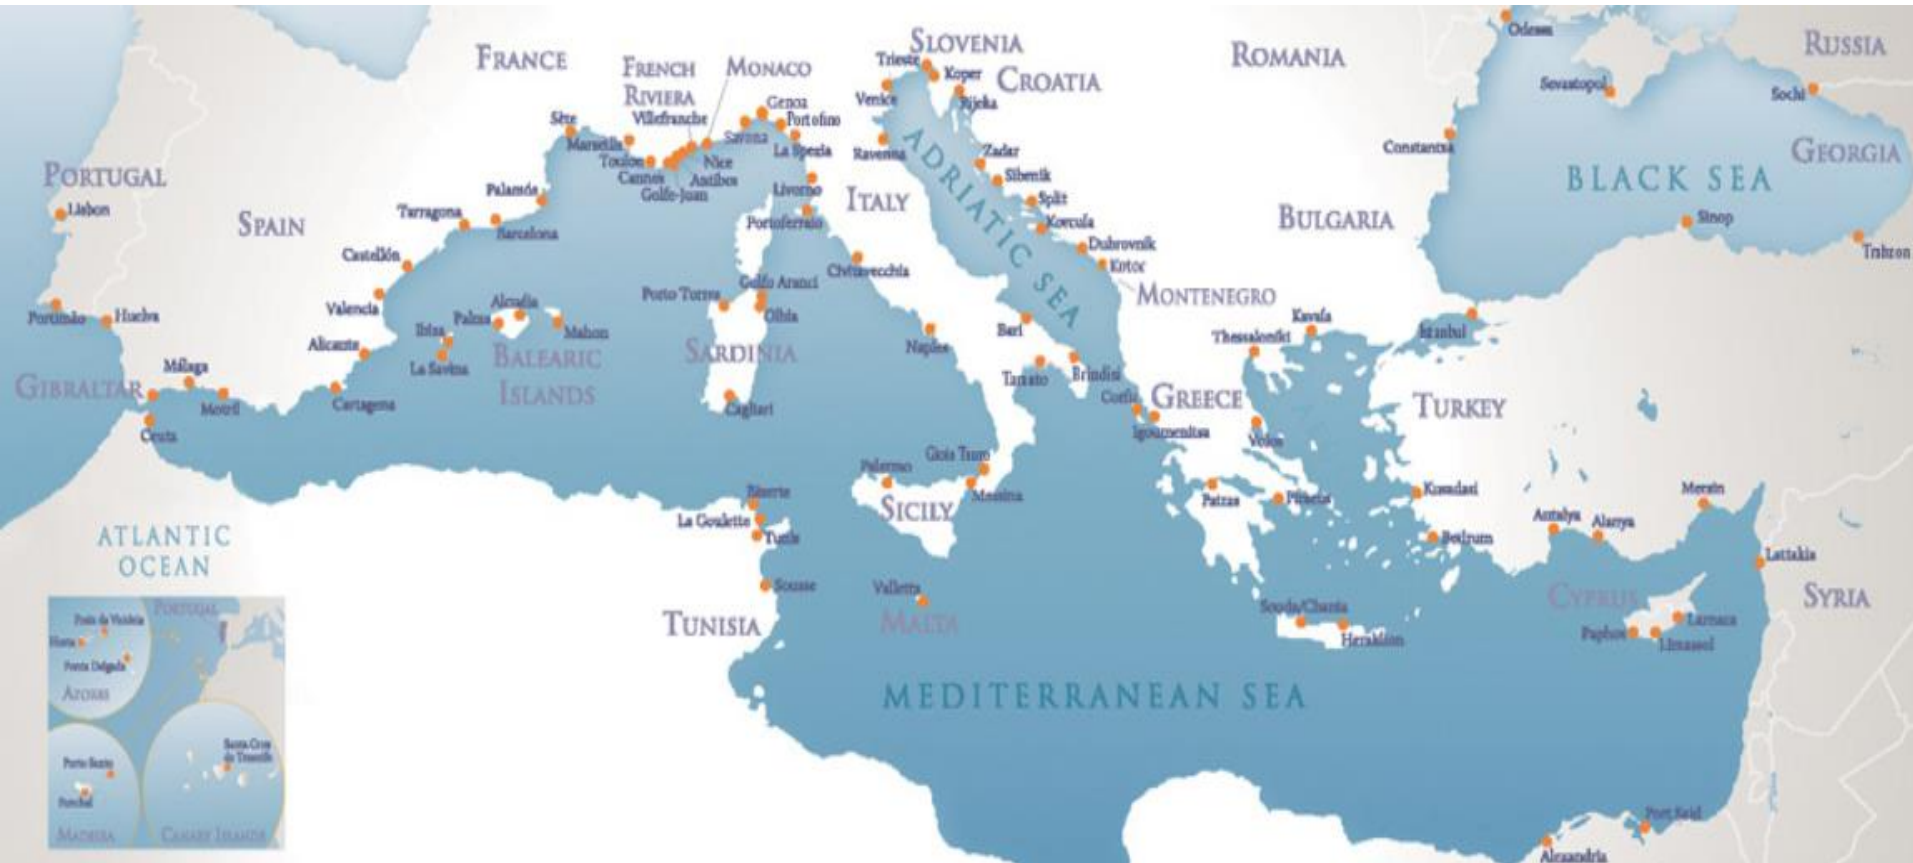 FRANCE
FRENCH
RIVIERA
MONACO
SLOVENIA
CROATIA
ROMANIA
RUSSIA
Odessa
Trieste
Koper
Venice
Rijeka
Sevastopol
Sochi
Sète
Villefranche
Genoa
Portofino
Savona
Marseille
La Spezia
Toulon
Nice
Cannes
Antibes
Golfe-Juan
Ravenna
Constantsa
GEORGIA
PORTUGAL
Lisbon
SPAIN
Palamós
Tarragona
Barcelona
Livorno
Portoferraio
ITALY
ADRIATIC SEA
Zadar
Sibenik
Split
Korcula
Dubrovnik
Kotor
BULGARIA
BLACK SEA
Sinop
Trabzon
Castellón
Civitavecchia
MONTENEGRO
Portimão
Huelva
Valencia
Alcudia
Palma
Mahon
Ibiza
La Savina
Porto Torres
Golfo Aranci
Olbia
Alicante
BALEARIC
ISLANDS
SARDINIA
Naples
Bari
Taranto
Brindisi
Kavala
Thessaloniki
Istanbul
GIBRALTAR
Málaga
Motril
Cartagena
Cagliari
Corfu
GREECE
Igoumenitsa
Volos
TURKEY
Ceuta
Palermo
Gioia Tauro
Messina
SICILY
Patras
Piraeus
Kusadasi
Bodrum
Antalya
Alanya
Mersin
Bizerte
La Goulette
Tunis
Sousse
TUNISIA
Valletta
MALTA
Souda/Chania
Heraklion
CYPRUS
Paphos
Larnaca
Limassol
Lattakia
SYRIA
ATLANTIC
OCEAN
MEDITERRANEAN SEA
PORTUGAL
Praia da Victória
Horta
Ponta Delgada
AZORES
Porto Santo
Funchal
MADEIRA
Santa Cruz
de Tenerife
CANARY ISLANDS
Port Said
Alexandria